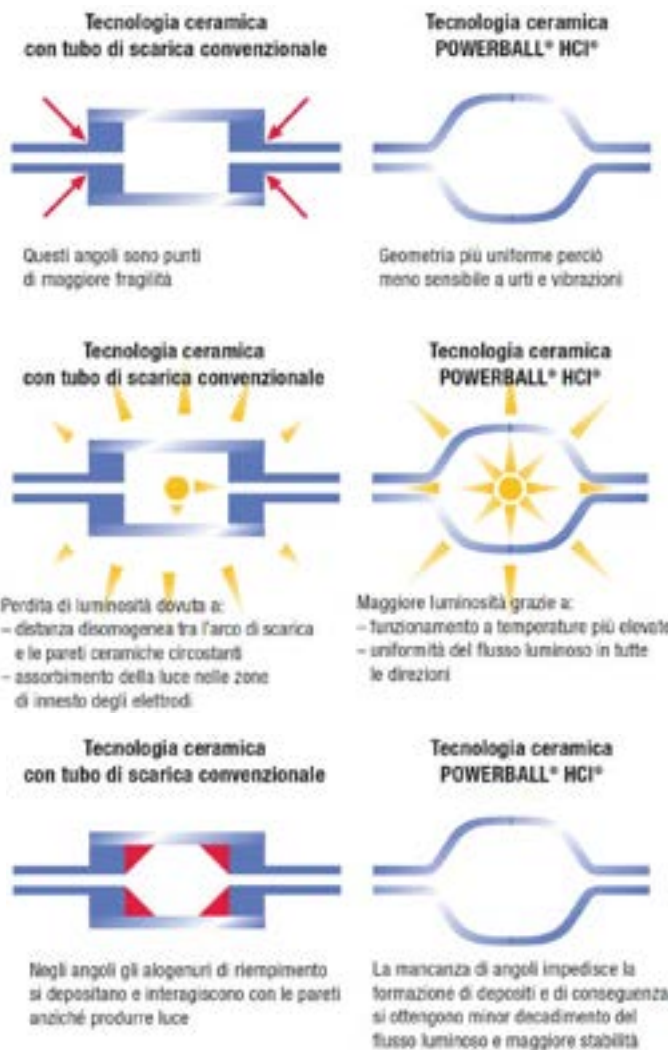 Tecnologia ceramica
con tubo di scarica convenzionale
Tecnologia ceramica
POWERBALL® HCI®
Questi angoli sono punti
di maggiore fragilità
Geometria più uniforme perciò
meno sensibile a urti e vibrazioni
Tecnologia ceramica
con tubo di scarica convenzionale
Tecnologia ceramica
POWERBALL® HCI®
Perdita di luminosità dovuta a:
– distanza disomogenea tra l'arco di scarica
e le pareti ceramiche circostanti
– assorbimento della luce nelle zone
di innesto degli elettrodi
Maggiore luminosità grazie a:
– funzionamento a temperature più elevate
– uniformità del flusso luminoso in tutte
le direzioni
Tecnologia ceramica
con tubo di scarica convenzionale
Tecnologia ceramica
POWERBALL® HCI®
Negli angoli gli alogenuri di riempimento
si depositano e interagiscono con le pareti
anziché produrre luce
La mancanza di angoli impedisce la
formazione di depositi e di conseguenza
si ottengono minor decadimento del
flusso luminoso e maggiore stabilità